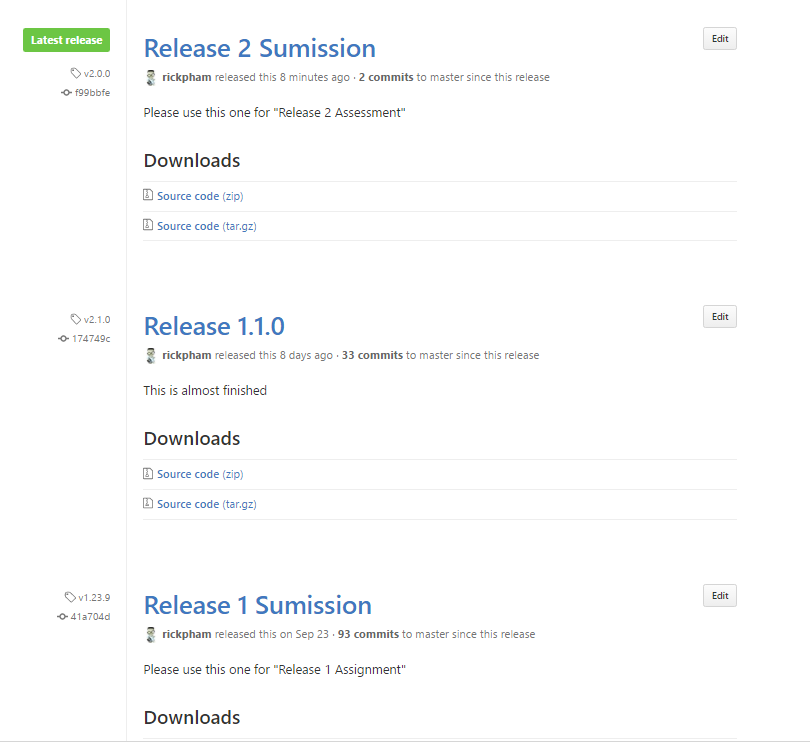 Latest release
v2.0.0
f99bbfe
Release 2 Sumission
Edit
rickpham released this 8 minutes ago · 2 commits to master since this release
Please use this one for "Release 2 Assessment"
Downloads
Source code (zip)
Source code (tar.gz)
v2.1.0
174749c
Release 1.1.0
Edit
rickpham released this 8 days ago · 33 commits to master since this release
This is almost finished
Downloads
Source code (zip)
Source code (tar.gz)
v1.23.9
41a704d
Release 1 Sumission
Edit
rickpham released this on Sep 23 · 93 commits to master since this release
Please use this one for "Release 1 Assignment"
Downloads